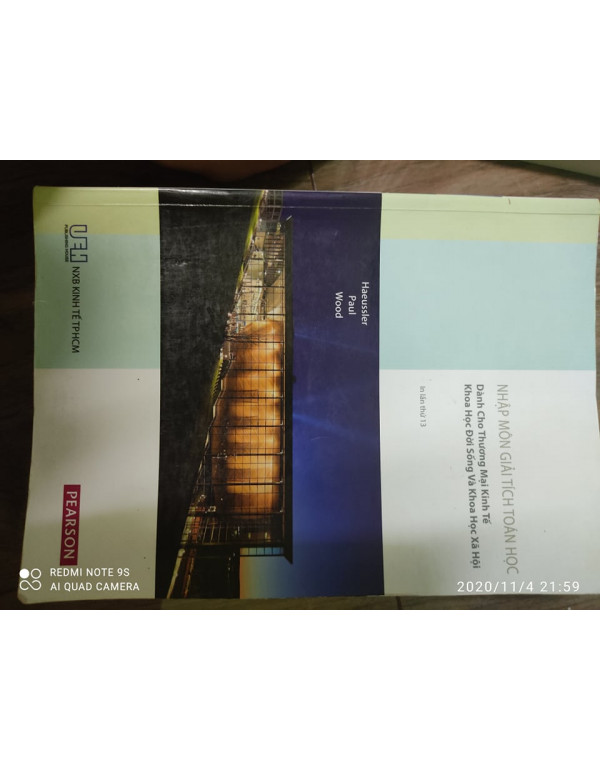 NHẬP MÔN GIẢI TÍCH TOÁN HỌC
Dành Cho Thương Mại Kinh Tế
Khoa Học Đời Sống Và Khoa Học Xã Hội
In lần thứ 13
Haeussler
Paul
Wood
UEH
PUBLISHING HOUSE
NXB KINH TẾ TPHCM
PEARSON
REDMI NOTE 9S
AI QUAD CAMERA
2020/11/4 21:59